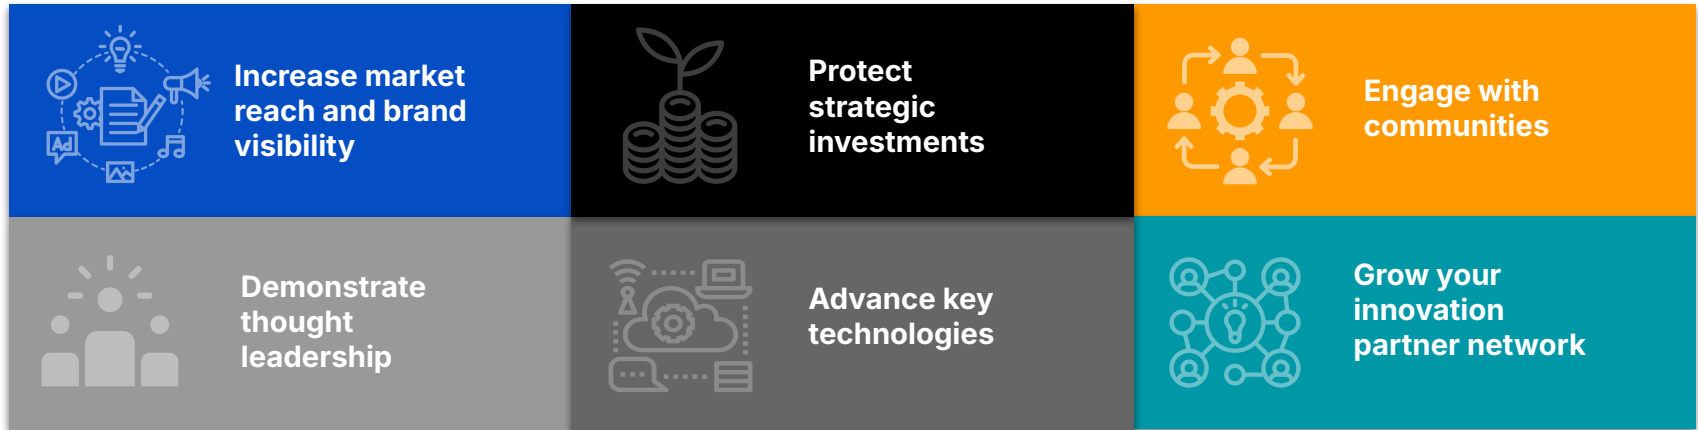 Increase market
reach and brand
visibility
Protect
strategic
investments
Engage with
communities
Ad
Demonstrate
thought
leadership
Advance key
technologies
Grow your
innovation
partner network